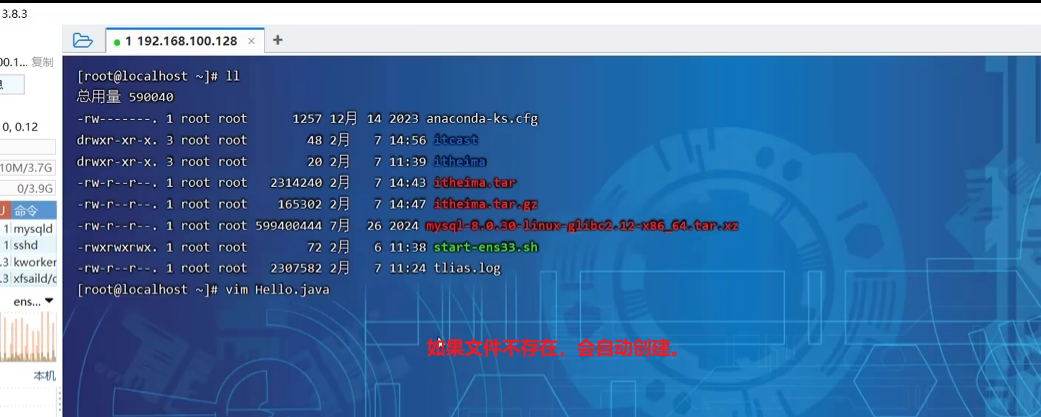 3.8.3
1 192.168.100.128
00.1... 复制
息
0, 0.12
10M/3.7G
0/3.9G
U 命令
1 mysqld
1 sshd
.3 kworker
.3 xfsaild/c
ens...
本机
[root@localhost ~]# ll
总用量 590040
-rw-------. 1 root root 1257 12月 14 2023 anaconda-ks.cfg
drwxr-xr-x. 3 root root 48 2月 7 14:56 itcast
drwxr-xr-x. 3 root root 20 2月 7 11:39 itheima
-rw-r--r--. 1 root root 2314240 2月 7 14:43 itheima.tar
-rw-r--r--. 1 root root 165302 2月 7 14:47 itheima.tar.gz
-rw-r--r--. 1 root root 599400444 7月 26 2024 mysql-8.0.30-linux-glibc2.12-x86_64.tar.xz
-rwxrwxrwx. 1 root root 72 2月 6 11:38 start-ens33.sh
-rw-r--r--. 1 root root 2307582 2月 7 11:24 tlias.log
[root@localhost ~]# vim Hello.java
如果文件不存在，会自动创建。